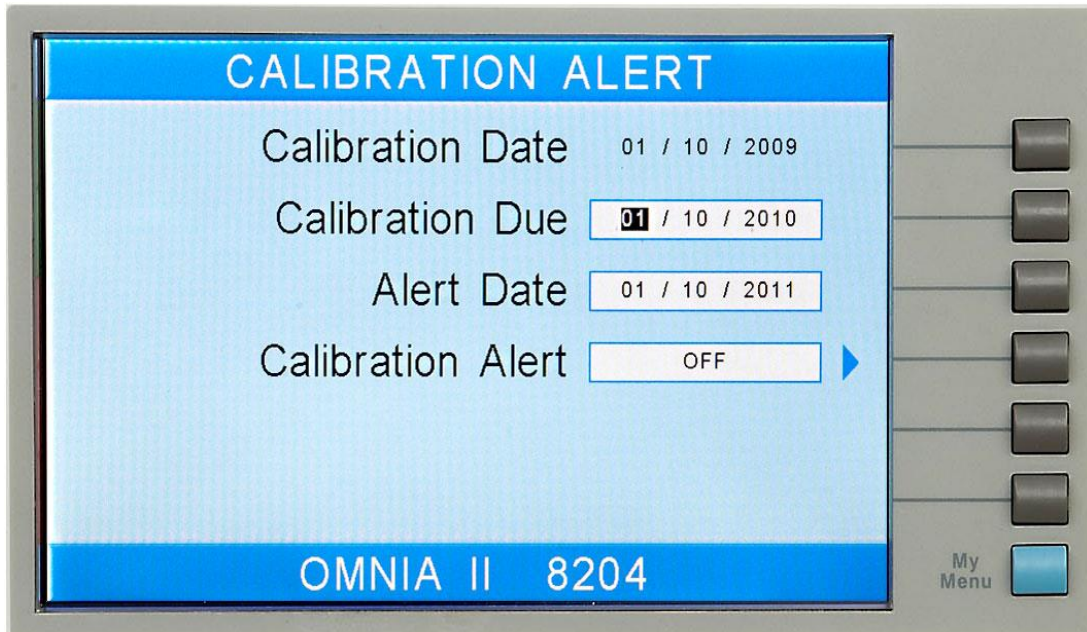 CALIBRATION ALERT
Calibration Date 01 / 10 / 2009
Calibration Due 01 / 10 / 2010
Alert Date 01 / 10 / 2011
Calibration Alert OFF
OMNIA II 8204
My
Menu